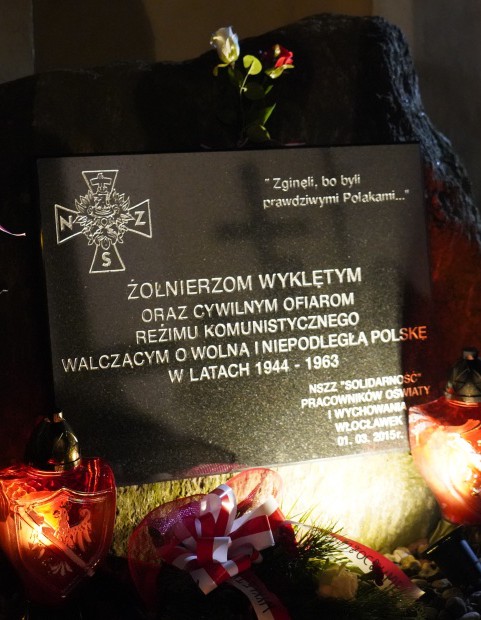 "Zginęli, bo byli
prawdziwymi Polakami..."
N Z
S
ŻOŁNIERZOM WYKLĘTYM
ORAZ CYWILNYM OFIAROM
REŻIMU KOMUNISTYCZNEGO
WALCZĄCYM O WOLNĄ I NIEPODLEGŁĄ POLSKĘ
W LATACH 1944 - 1963
NSZZ "SOLIDARNOŚĆ"
PRACOWNIKÓW OŚWIATY
I WYCHOWANIA
WŁOCŁAWEK
01. 03. 2015 r.